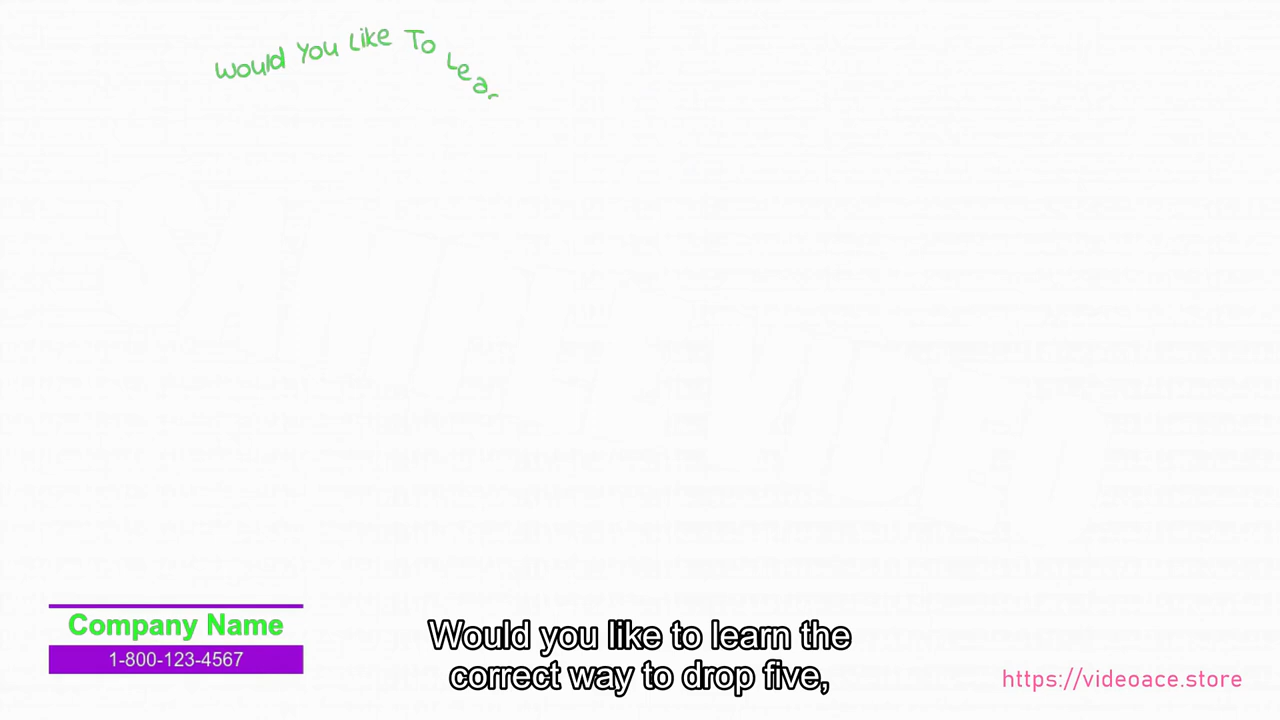 Would You Like To Lear
Company Name
1-800-123-4567
Would you like to learn the
correct way to drop five,
https://videoace.store